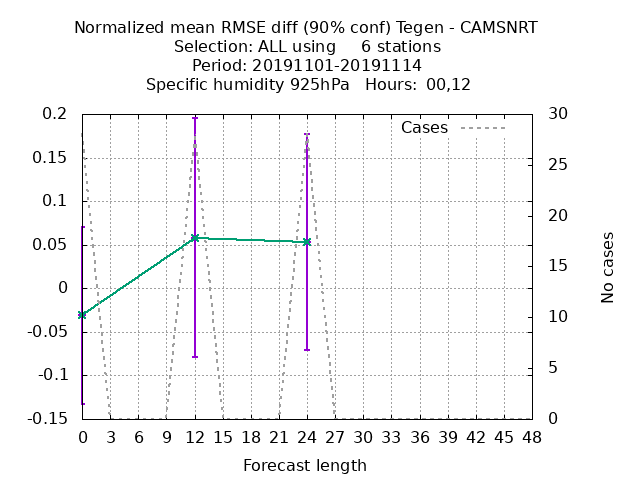 Normalized mean RMSE diff (90% conf) Tegen - CAMSNRT
Selection: ALL using     6 stations
Period: 20191101-20191114
Specific humidity 925hPa   Hours:  00,12
Cases
0.2
0.15
0.1
0.05
0
-0.05
-0.1
-0.15
30
25
20
15
10
5
0
No cases
0 3 6 9 12 15 18 21 24 27 30 33 36 39 42 45 48
Forecast length